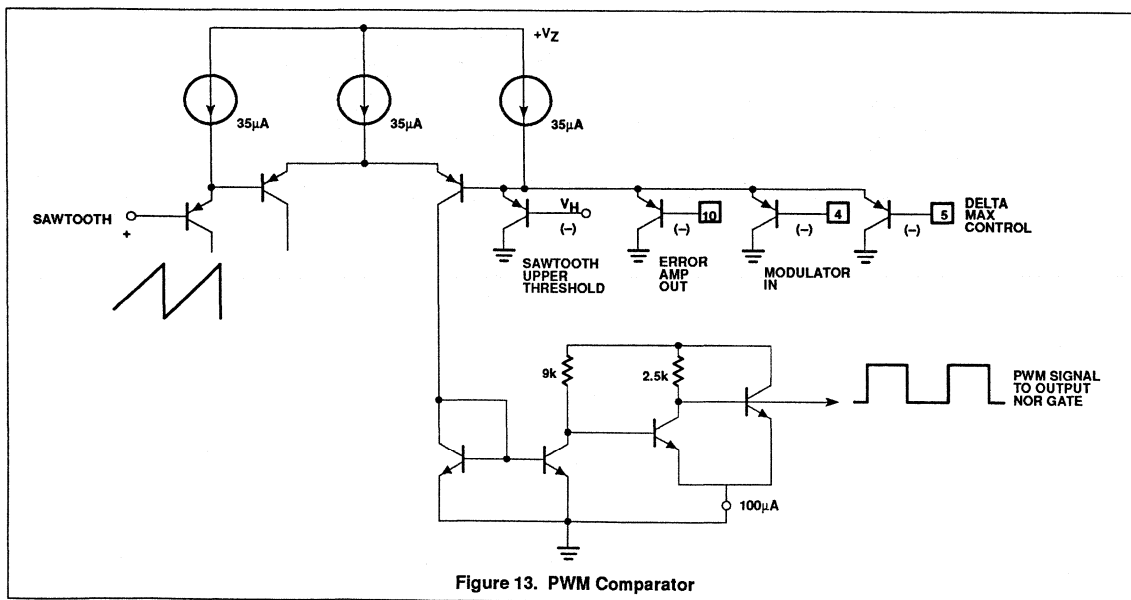 +VZ
35μA
35μA
35μA
SAWTOOTH
+
VH
(–)
SAWTOOTH
UPPER
THRESHOLD
10
(–)
ERROR
AMP
OUT
4
(–)
MODULATOR
IN
5
(–)
DELTA
MAX
CONTROL
9k
2.5k
PWM SIGNAL
TO OUTPUT
NOR GATE
100μA
Figure 13. PWM Comparator